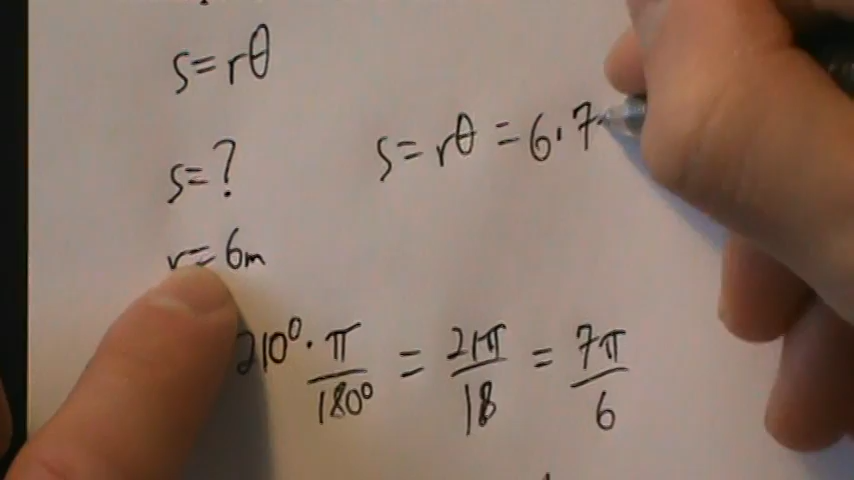 s=rθ
s=?
r=6m
s=rθ=6·7
210°·π/180° = 21π/18 = 7π/6